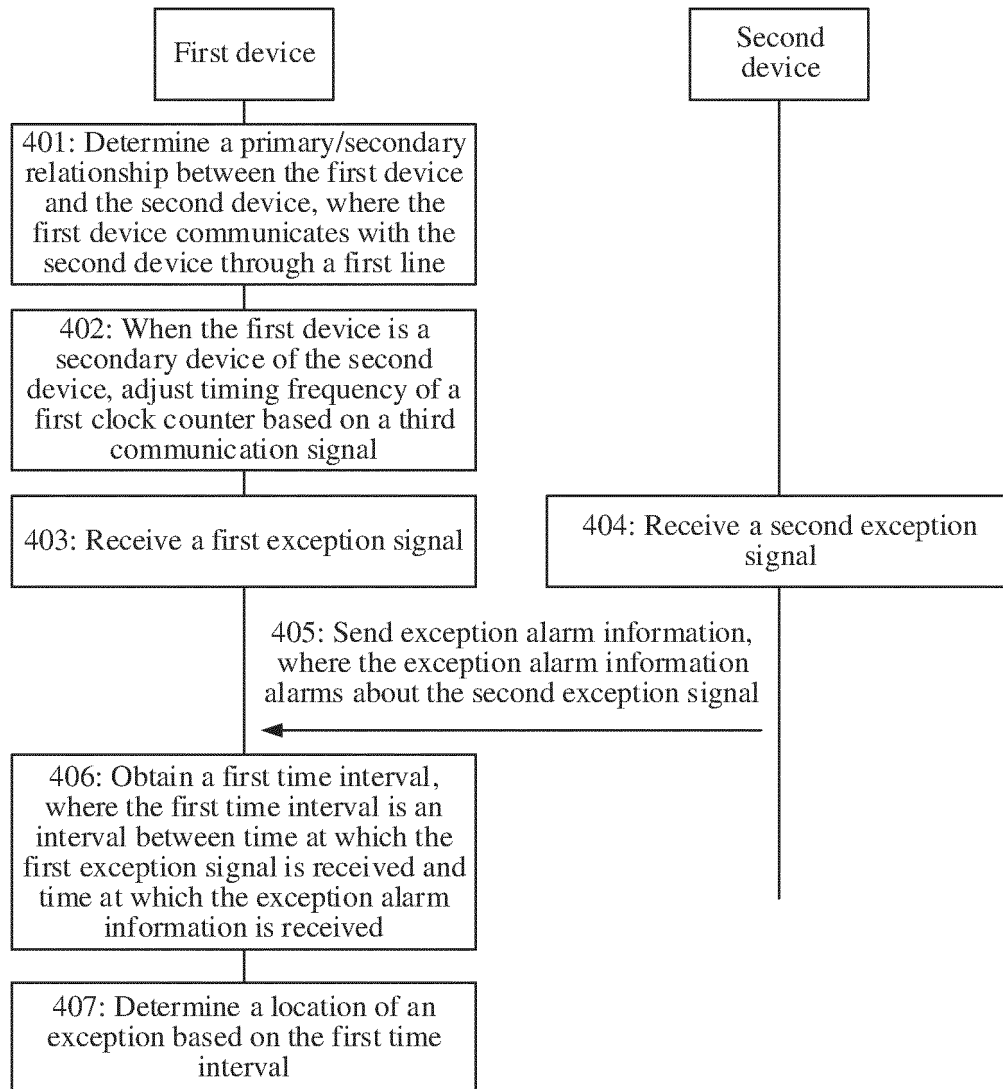 First device
Second
device
401: Determine a primary/secondary
relationship between the first device
and the second device, where the
first device communicates with the
second device through a first line
402: When the first device is a
secondary device of the second
device, adjust timing frequency of a
first clock counter based on a third
communication signal
403: Receive a first exception signal
404: Receive a second exception
signal
405: Send exception alarm information,
where the exception alarm information
alarms about the second exception signal
406: Obtain a first time interval,
where the first time interval is an
interval between time at which the
first exception signal is received and
time at which the exception alarm
information is received
407: Determine a location of an
exception based on the first time
interval